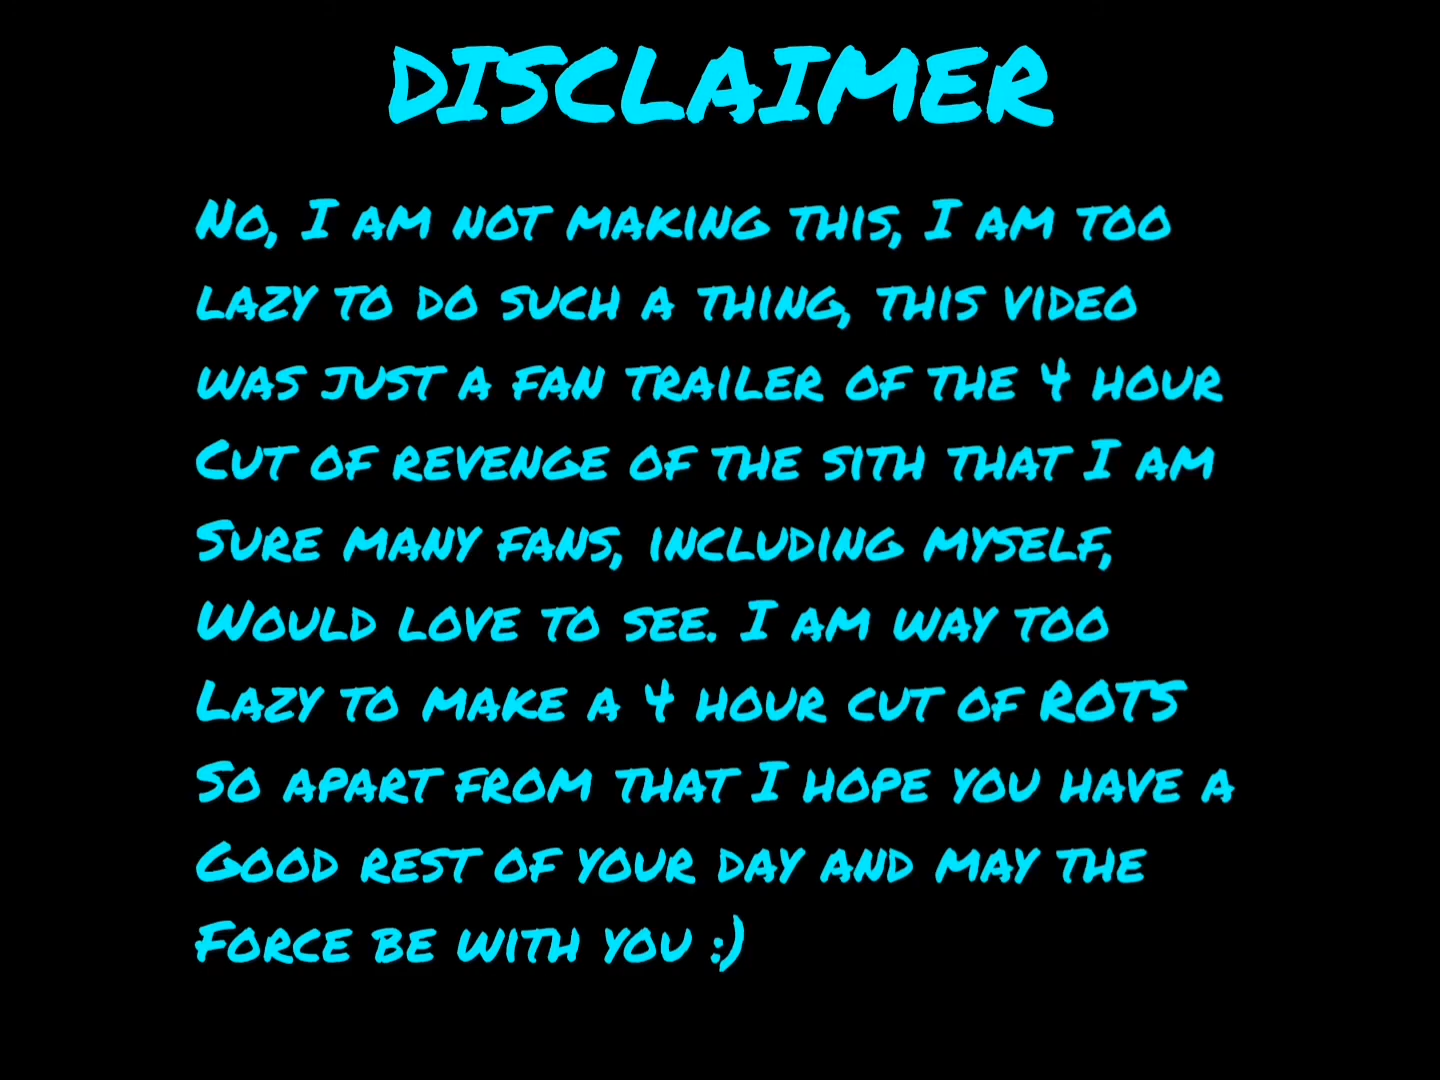 DISCLAIMER
No, I am not making this, I am too
lazy to do such a thing, this video
was just a fan trailer of the 4 hour
Cut of revenge of the sith that I am
Sure many fans, including myself,
Would love to see. I am way too
Lazy to make a 4 hour cut of ROTS
So apart from that I hope you have a
Good rest of your day and may the
Force be with you :)